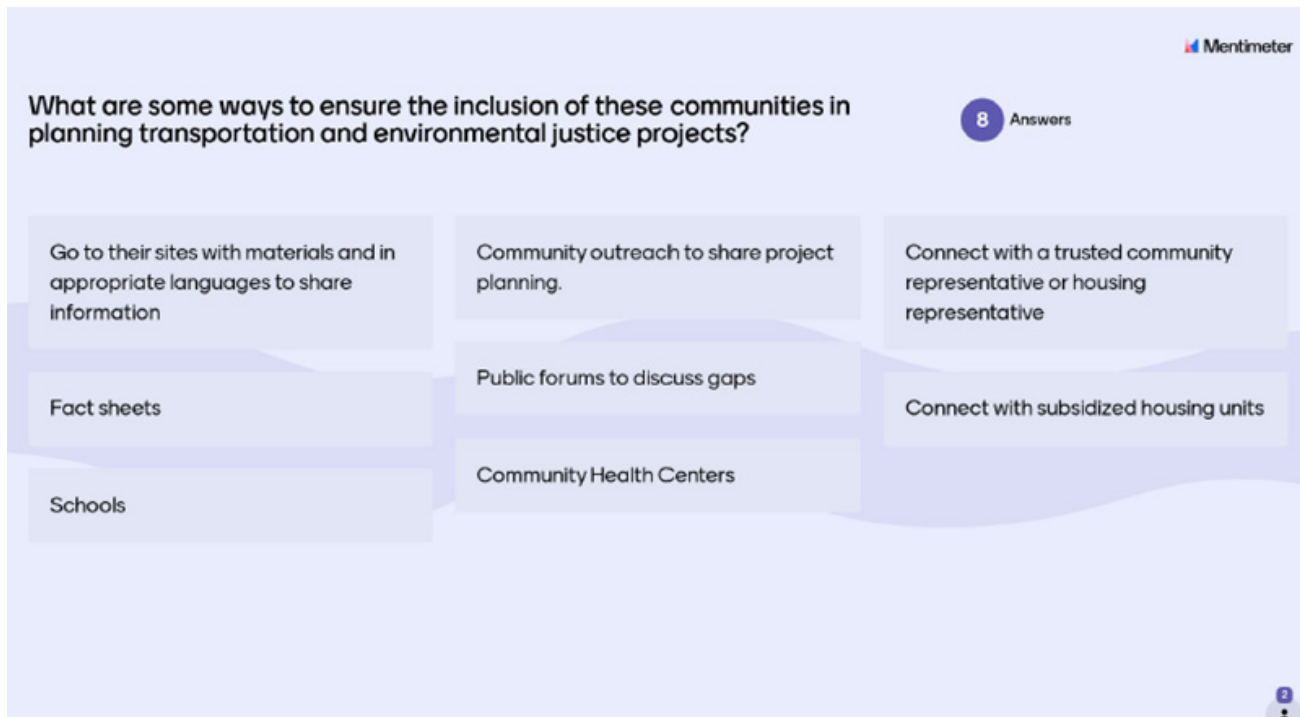 Mentimeter
What are some ways to ensure the inclusion of these communities in
planning transportation and environmental justice projects?
8 Answers
Go to their sites with materials and in
appropriate languages to share
information
Fact sheets
Schools
Community outreach to share project
planning.
Public forums to discuss gaps
Community Health Centers
Connect with a trusted community
representative or housing
representative
Connect with subsidized housing units
2